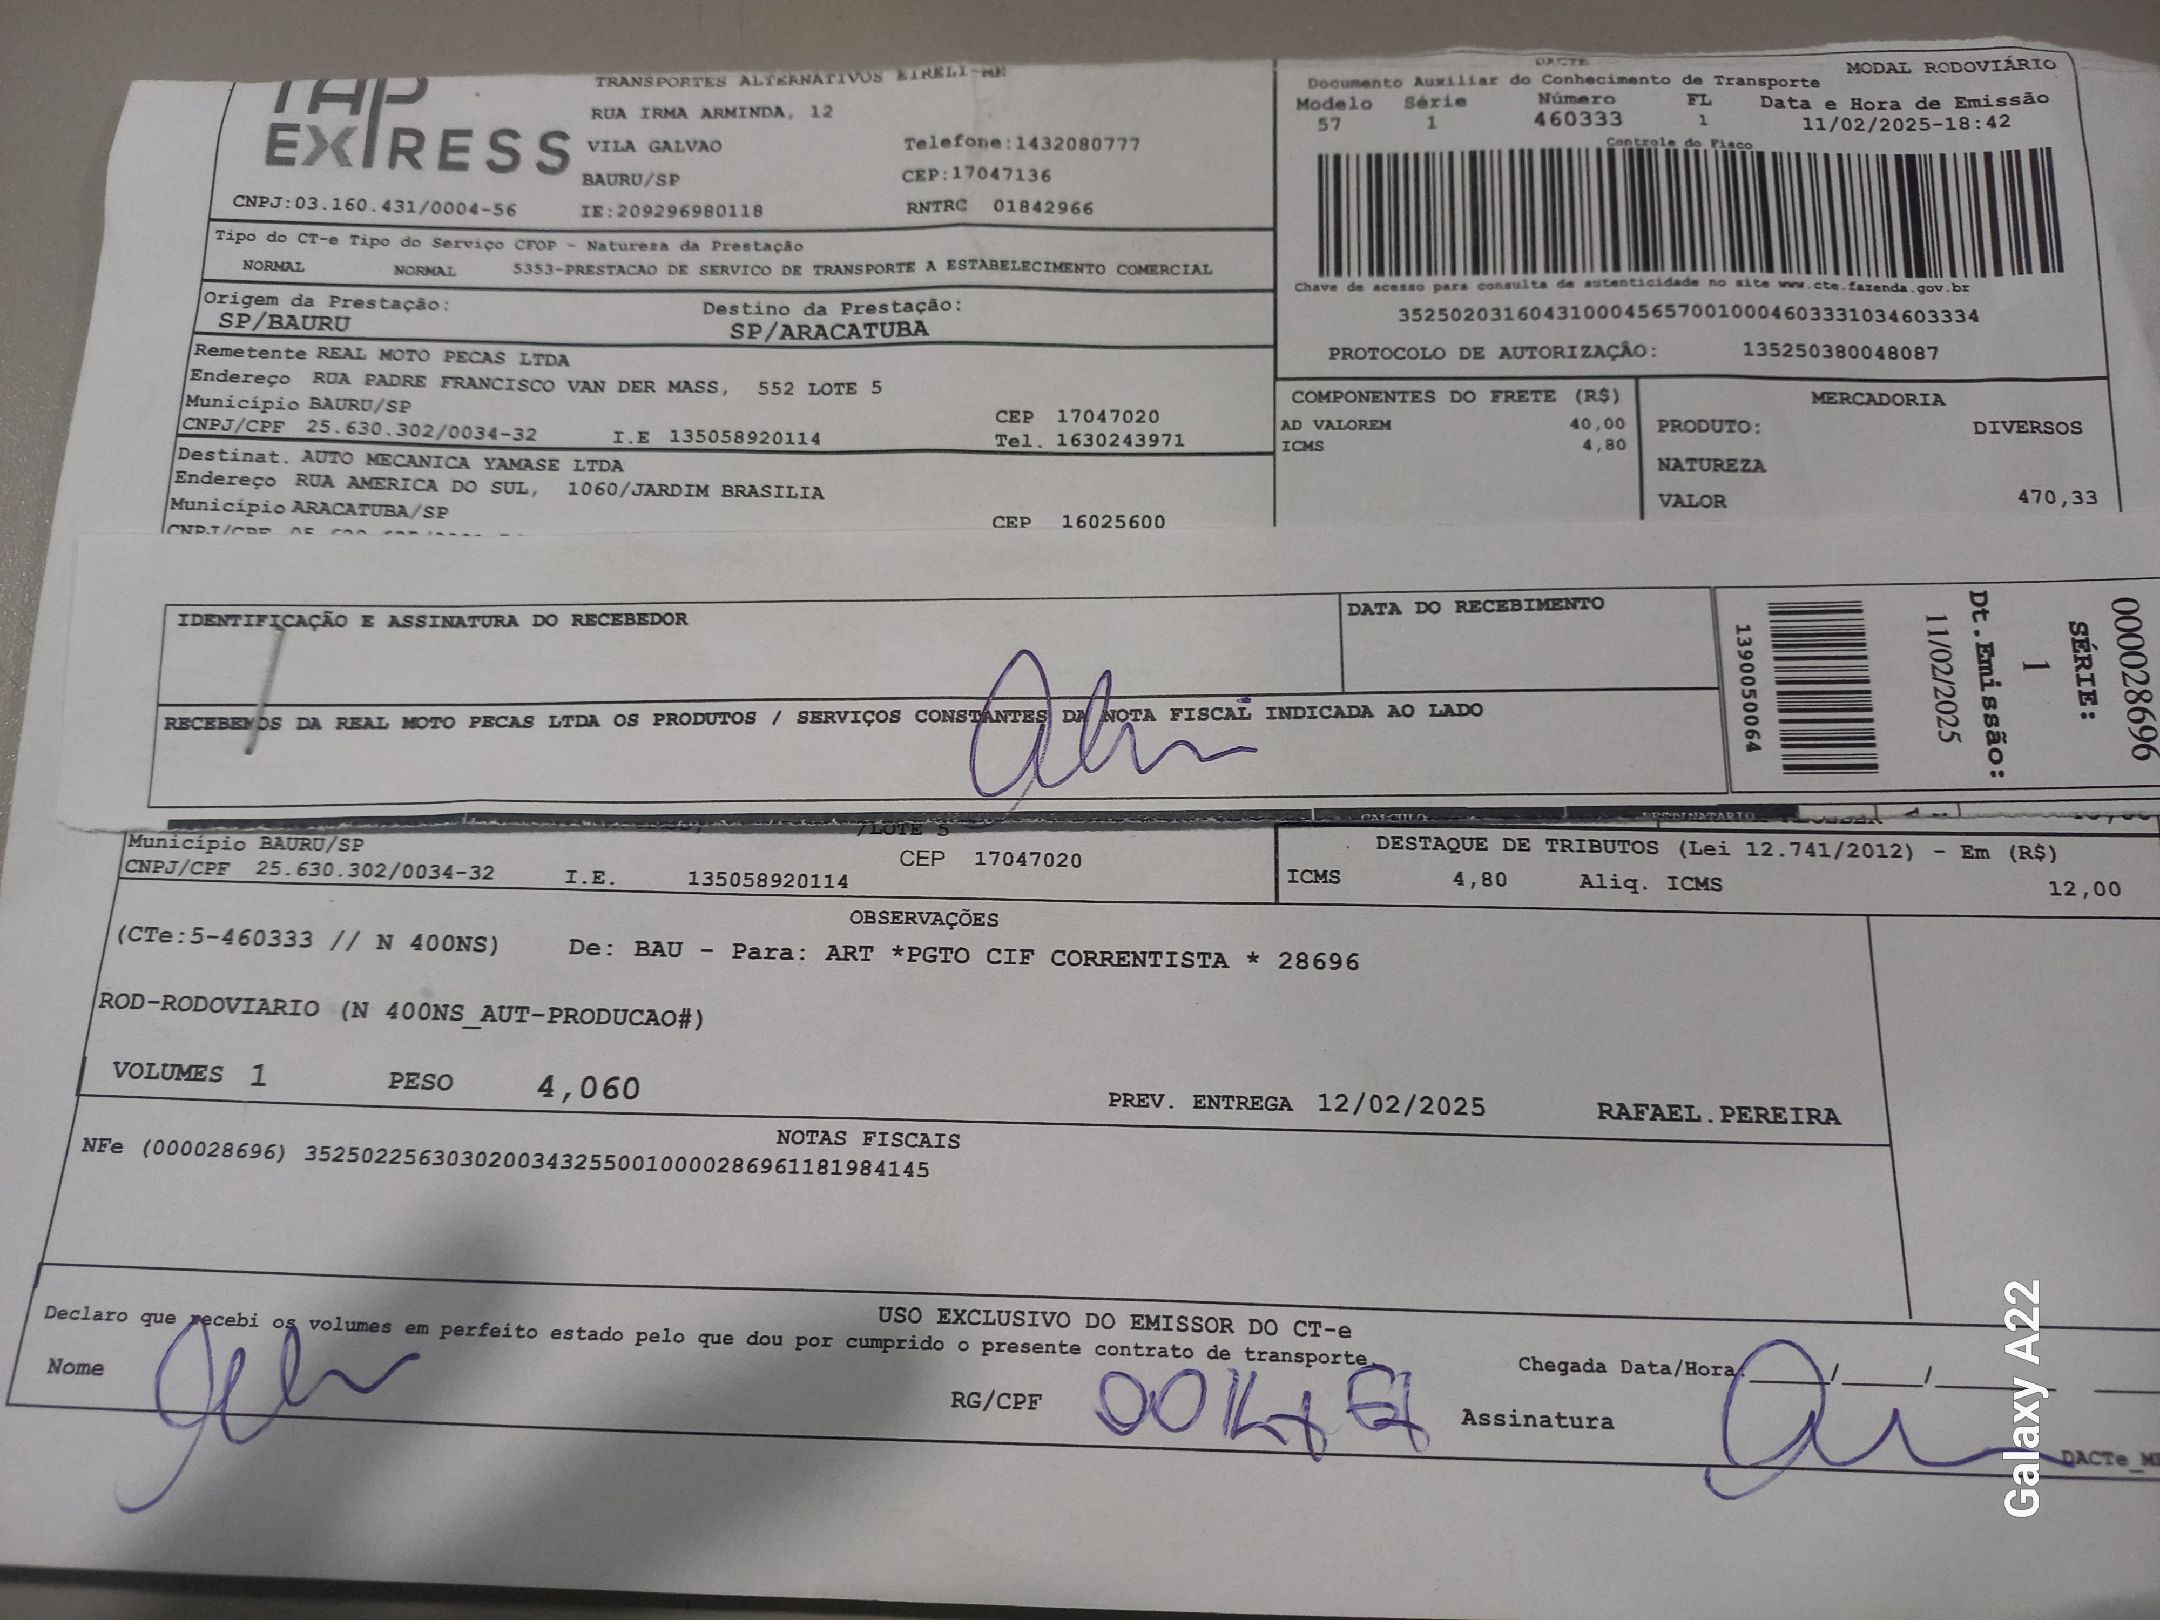 TAP
EXPRESS
TRANSPORTES ALTERNATIVOS EIRELI-ME
RUA IRMA ARMINDA, 12
VILA GALVAO Telefone:1432080777
BAURU/SP CEP:17047136
CNPJ:03.160.431/0004-56 IE:209296980118 RNTRC 01842966
DACTE MODAL RODOVIÁRIO
Documento Auxiliar do Conhecimento de Transporte
Modelo Série Número FL Data e Hora de Emissão
57 1 460333 1 11/02/2025-18:42
Controle do Fisco
Chave de acesso para consulta de autenticidade no site www.cte.fazenda.gov.br
35250203160431000456570010004603331034603334
PROTOCOLO DE AUTORIZAÇÃO: 135250380048087
Tipo do CT-e Tipo do Serviço CFOP - Natureza da Prestação
NORMAL NORMAL 5353-PRESTACAO DE SERVICO DE TRANSPORTE A ESTABELECIMENTO COMERCIAL
Origem da Prestação: Destino da Prestação:
SP/BAURU SP/ARACATUBA
Remetente REAL MOTO PECAS LTDA
Endereço RUA PADRE FRANCISCO VAN DER MASS, 552 LOTE 5
Município BAURU/SP CEP 17047020
CNPJ/CPF 25.630.302/0034-32 I.E 135058920114 Tel. 1630243971
Destinat. AUTO MECANICA YAMASE LTDA
Endereço RUA AMERICA DO SUL, 1060/JARDIM BRASILIA
Município ARACATUBA/SP CEP 16025600
CNPJ/CPF
COMPONENTES DO FRETE (R$)
AD VALOREM 40,00
ICMS 4,80
MERCADORIA
PRODUTO: DIVERSOS
NATUREZA
VALOR 470,33
IDENTIFICAÇÃO E ASSINATURA DO RECEBEDOR
DATA DO RECEBIMENTO
RECEBEMOS DA REAL MOTO PECAS LTDA OS PRODUTOS / SERVIÇOS CONSTANTES DA NOTA FISCAL INDICADA AO LADO
000028696
SÉRIE:
1
Dt.Emissão:
11/02/2025
1390050064
/LOTE 5
Município BAURU/SP CEP 17047020
CNPJ/CPF 25.630.302/0034-32 I.E. 135058920114
DESTAQUE DE TRIBUTOS (Lei 12.741/2012) - Em (R$)
ICMS 4,80 Aliq. ICMS 12,00
OBSERVAÇÕES
(CTe:5-460333 // N 400NS) De: BAU - Para: ART *PGTO CIF CORRENTISTA * 28696
ROD-RODOVIARIO (N 400NS_AUT-PRODUCAO#)
VOLUMES 1 PESO 4,060
PREV. ENTREGA 12/02/2025 RAFAEL.PEREIRA
NOTAS FISCAIS
NFe (000028696) 35250225630302003432550010000286961181984145
USO EXCLUSIVO DO EMISSOR DO CT-e
Declaro que recebi os volumes em perfeito estado pelo que dou por cumprido o presente contrato de transporte.
Nome RG/CPF Chegada Data/Hora: / /
Assinatura
Galaxy A22